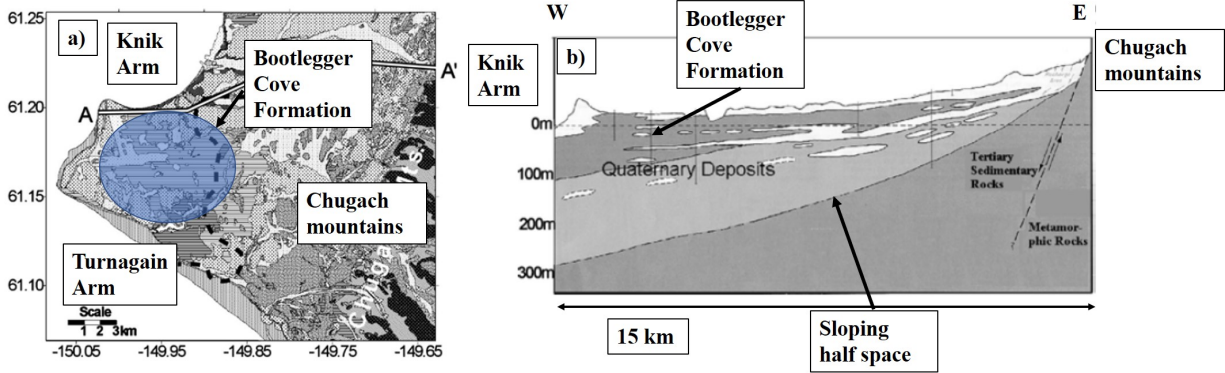 61.25
61.20
61.15
61.10
-150.05
-149.95
-149.85
-149.75
-149.65
a)
Knik
Arm
Bootlegger
Cove
Formation
A
A'
Chugach
mountains
Turnagain
Arm
Scale
1 2 3km
W
E
b)
Knik
Arm
Bootlegger
Cove
Formation
Chugach
mountains
0m
100m
200m
300m
Quaternary Deposits
Tertiary
Sedimentary
Rocks
Metamor-
phic Rocks
15 km
Sloping
half space